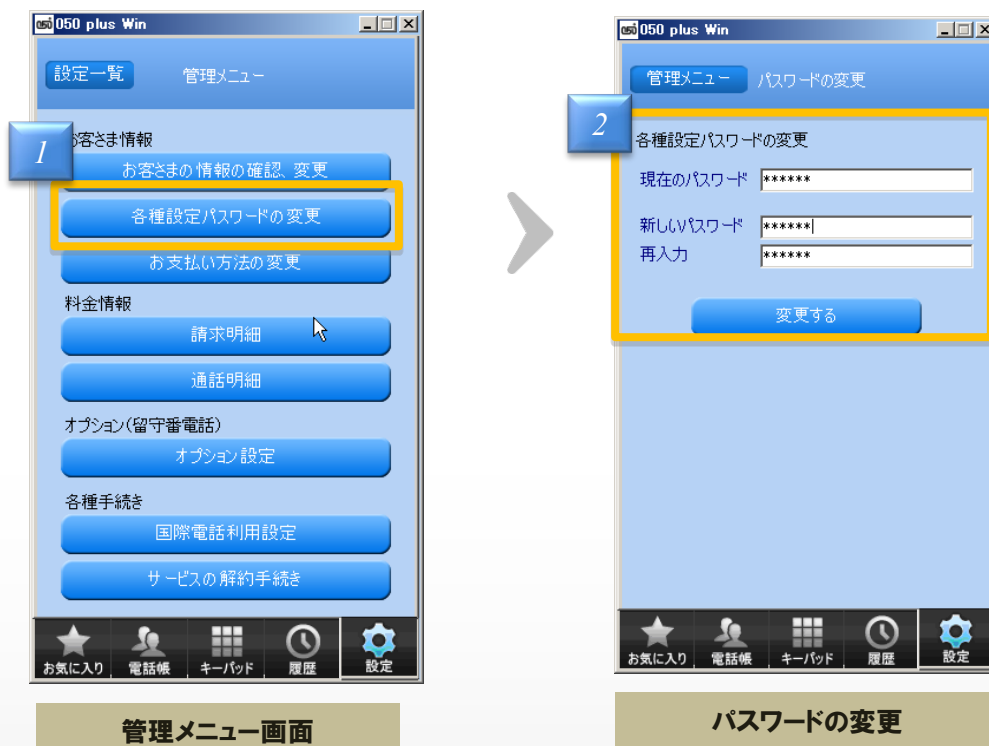 050 plus Win
設定一覧 管理メニュー
1
お客さま情報
お客さまの情報の確認、変更
各種設定パスワードの変更
お支払い方法の変更
料金情報
請求明細
通話明細
オプション(留守番電話)
オプション設定
各種手続き
国際電話利用設定
サービスの解約手続き
お気に入り 電話帳 キーパッド 履歴 設定
管理メニュー画面
050 plus Win
管理メニュー パスワードの変更
2
各種設定パスワードの変更
現在のパスワード ******
新しいパスワード ******
再入力 ******
変更する
お気に入り 電話帳 キーパッド 履歴 設定
パスワードの変更